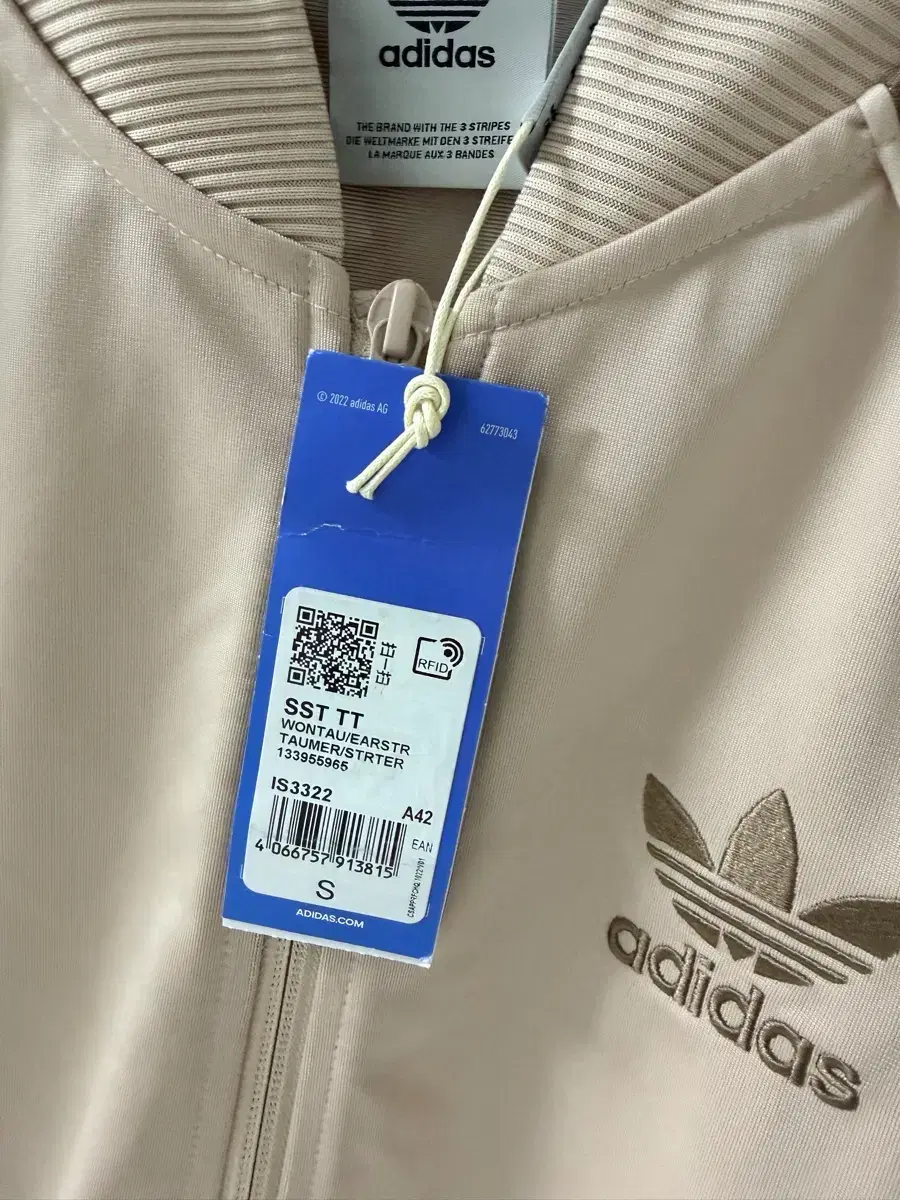 adidas
THE BRAND WITH THE 3 STRIPES
DIE WELTMARKE MIT DEN 3 STREIFE
LA MARQUE AUX 3 BANDES
© 2022 adidas AG
62773043
RFID
SST TT
WONTAU/EARSTR
TAUMER/STRTER
133955965
IS3322
A42
EAN
4 066757 913815
S
ADIDAS.COM
adidas